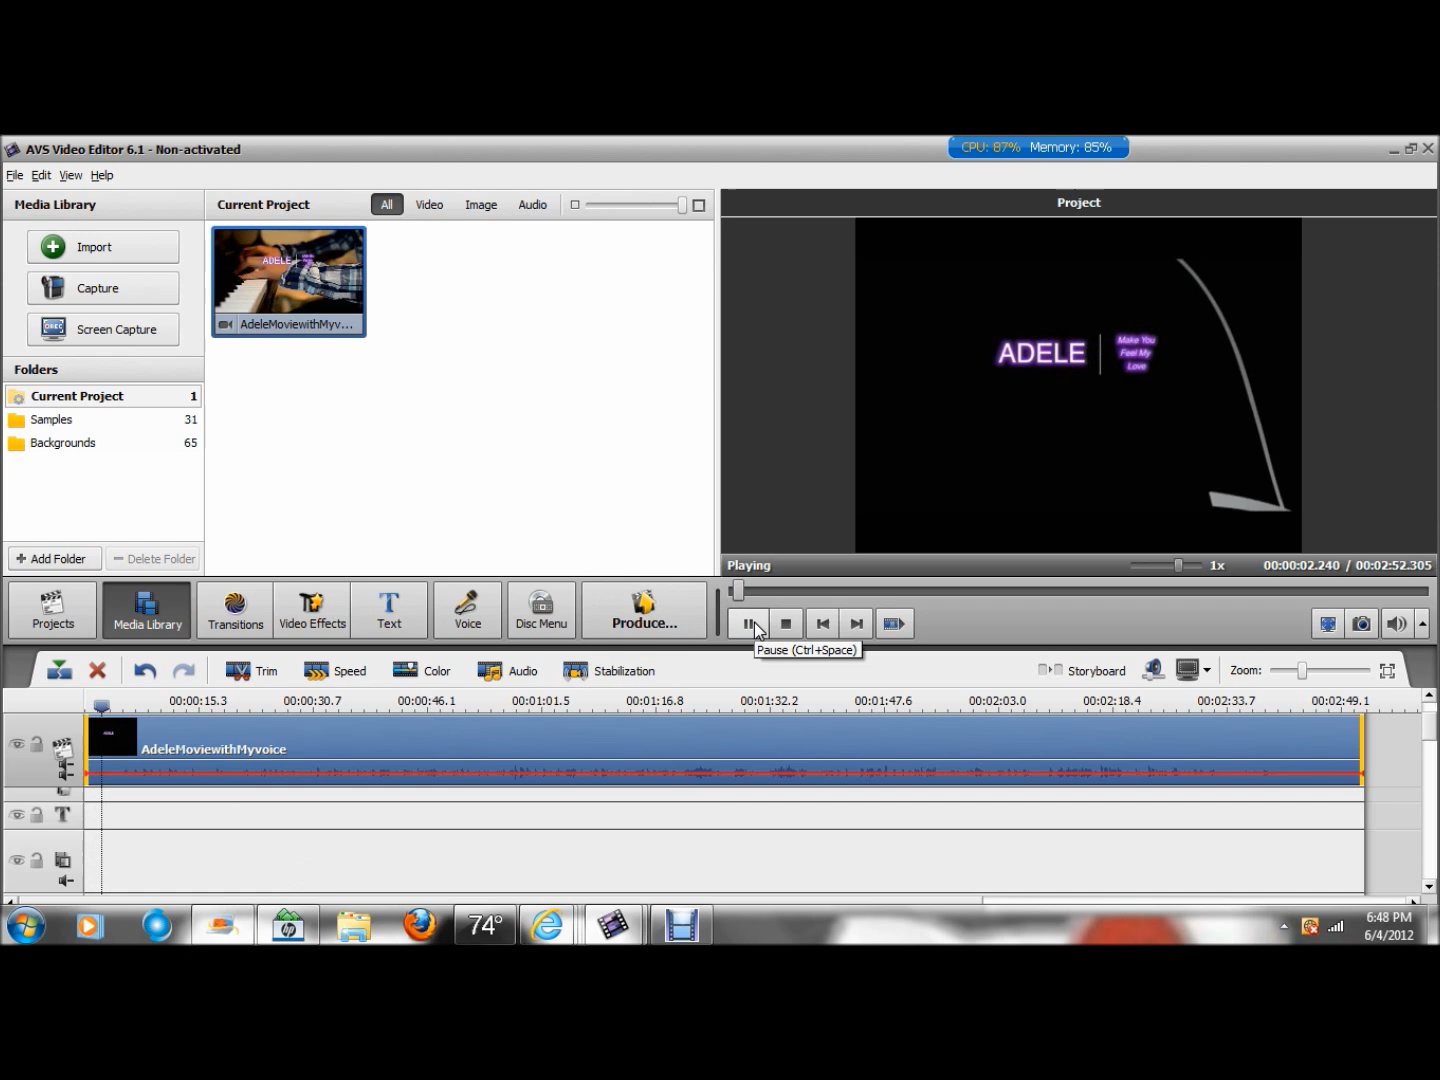 AVS Video Editor 6.1 - Non-activated
CPU: 87% Memory: 85%
File Edit View Help
Media Library
Current Project
All
Video
Image
Audio
Project
Import
Capture
Screen Capture
ADELE
AdeleMoviewithMyv...
ADELE
Make You
Feel My
Love
Folders
Current Project 1
Samples 31
Backgrounds 65
+ Add Folder
Delete Folder
Playing
1x
00:00:02.240 / 00:02:52.305
Projects
Media Library
Transitions
Video Effects
Text
Voice
Disc Menu
Produce...
Pause (Ctrl+Space)
Trim
Speed
Color
Audio
Stabilization
Storyboard
Zoom:
00:00:15.3 00:00:30.7 00:00:46.1 00:01:01.5 00:01:16.8 00:01:32.2 00:01:47.6 00:02:03.0 00:02:18.4 00:02:33.7 00:02:49.1
AdeleMoviewithMyvoice
T
hp
74°
6:48 PM
6/4/2012